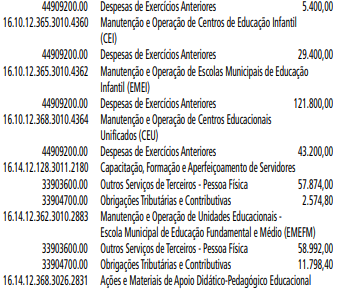 44909200.00 Despesas de Exercícios Anteriores 5.400,00
16.10.12.365.3010.4360 Manutenção e Operação de Centros de Educação Infantil
(CEI)
44909200.00 Despesas de Exercícios Anteriores 29.400,00
16.10.12.365.3010.4362 Manutenção e Operação de Escolas Municipais de Educação
Infantil (EMEI)
44909200.00 Despesas de Exercícios Anteriores 121.800,00
16.10.12.368.3010.4364 Manutenção e Operação de Centros Educacionais
Unificados (CEU)
44909200.00 Despesas de Exercícios Anteriores 43.200,00
16.14.12.128.3011.2180 Capacitação, Formação e Aperfeiçoamento de Servidores
33903600.00 Outros Serviços de Terceiros - Pessoa Física 57.874,00
33904700.00 Obrigações Tributárias e Contributivas 2.574,80
16.14.12.362.3010.2883 Manutenção e Operação de Unidades Educacionais -
Escola Municipal de Educação Fundamental e Médio (EMEFM)
33903600.00 Outros Serviços de Terceiros - Pessoa Física 58.992,00
33904700.00 Obrigações Tributárias e Contributivas 11.798,40
16.14.12.368.3026.2831 Ações e Materiais de Apoio Didático-Pedagógico Educacional